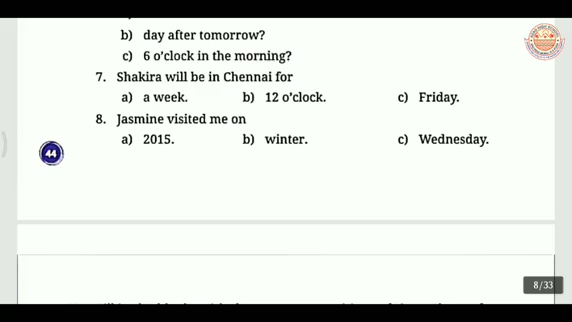 b) day after tomorrow?
c) 6 o'clock in the morning?
7. Shakira will be in Chennai for
a) a week. b) 12 o'clock. c) Friday.
8. Jasmine visited me on
a) 2015. b) winter. c) Wednesday.
44
8/33